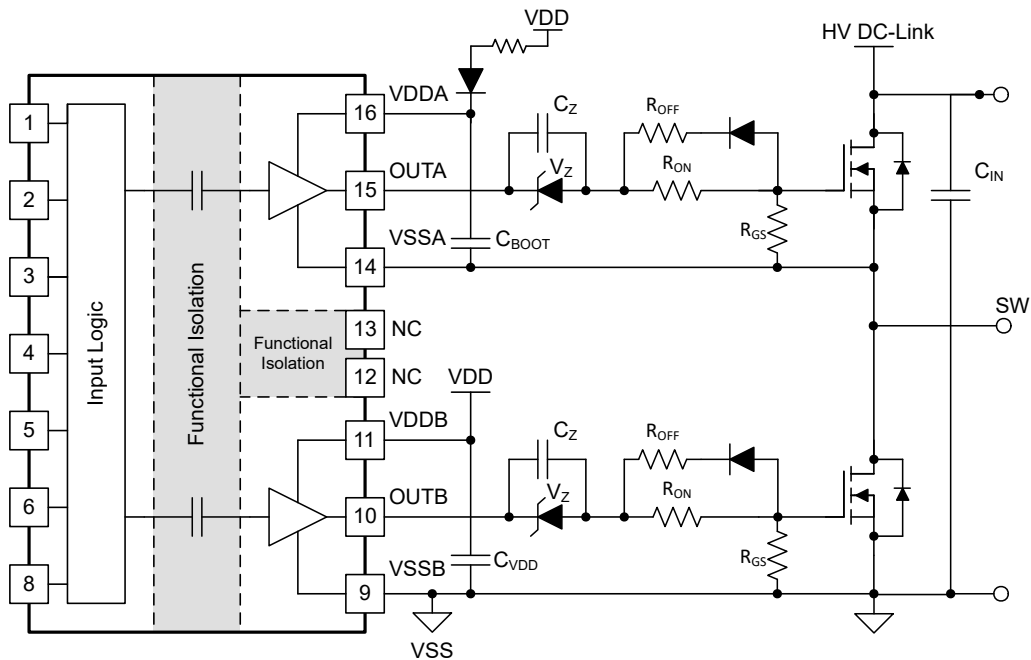 VDD
HV DC-Link
1
2
3
4
5
6
8
Input Logic
Functional Isolation
Functional
Isolation
16
VDDA
15
OUTA
14
VSSA
CBOOT
CZ
VZ
ROFF
RON
RGS
CIN
13
NC
12
NC
SW
VDD
11
VDDB
10
OUTB
9
VSSB
CVDD
CZ
VZ
ROFF
RON
RGS
VSS